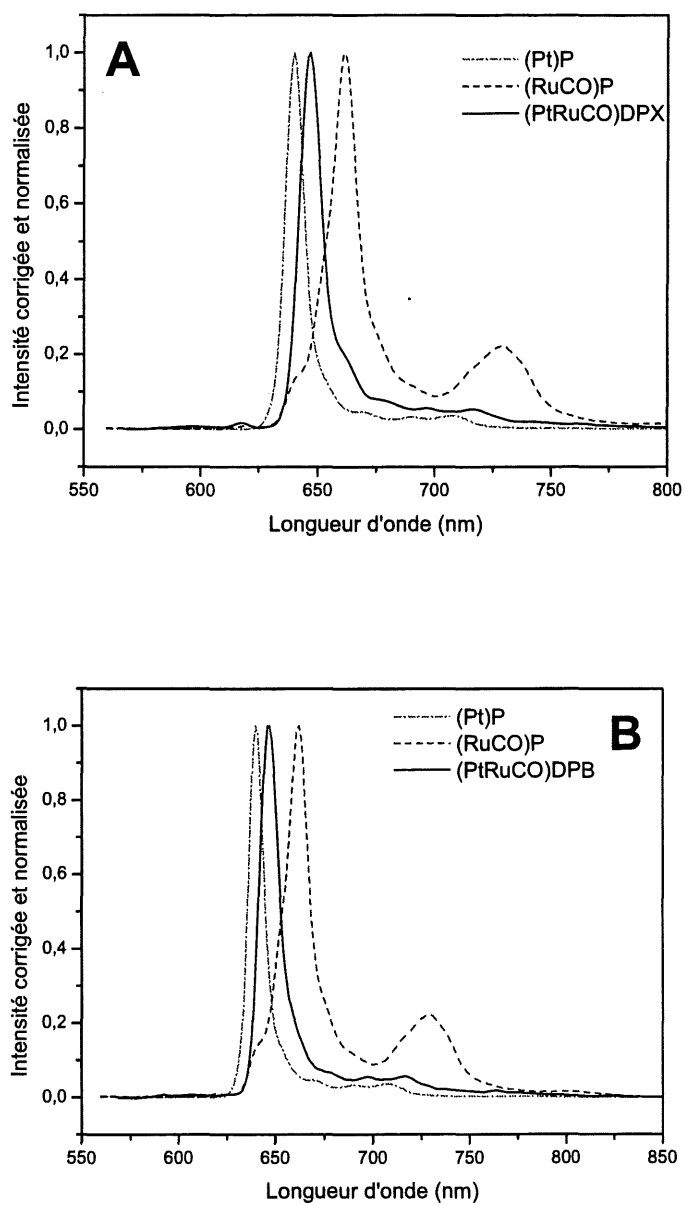 A
(Pt)P
(RuCO)P
(PtRuCO)DPX
1,0
0,8
0,6
0,4
0,2
0,0
Intensité corrigée et normalisée
550 600 650 700 750 800
Longueur d'onde (nm)
B
(Pt)P
(RuCO)P
(PtRuCO)DPB
1,0
0,8
0,6
0,4
0,2
0,0
Intensité corrigée et normalisée
550 600 650 700 750 800 850
Longueur d'onde (nm)